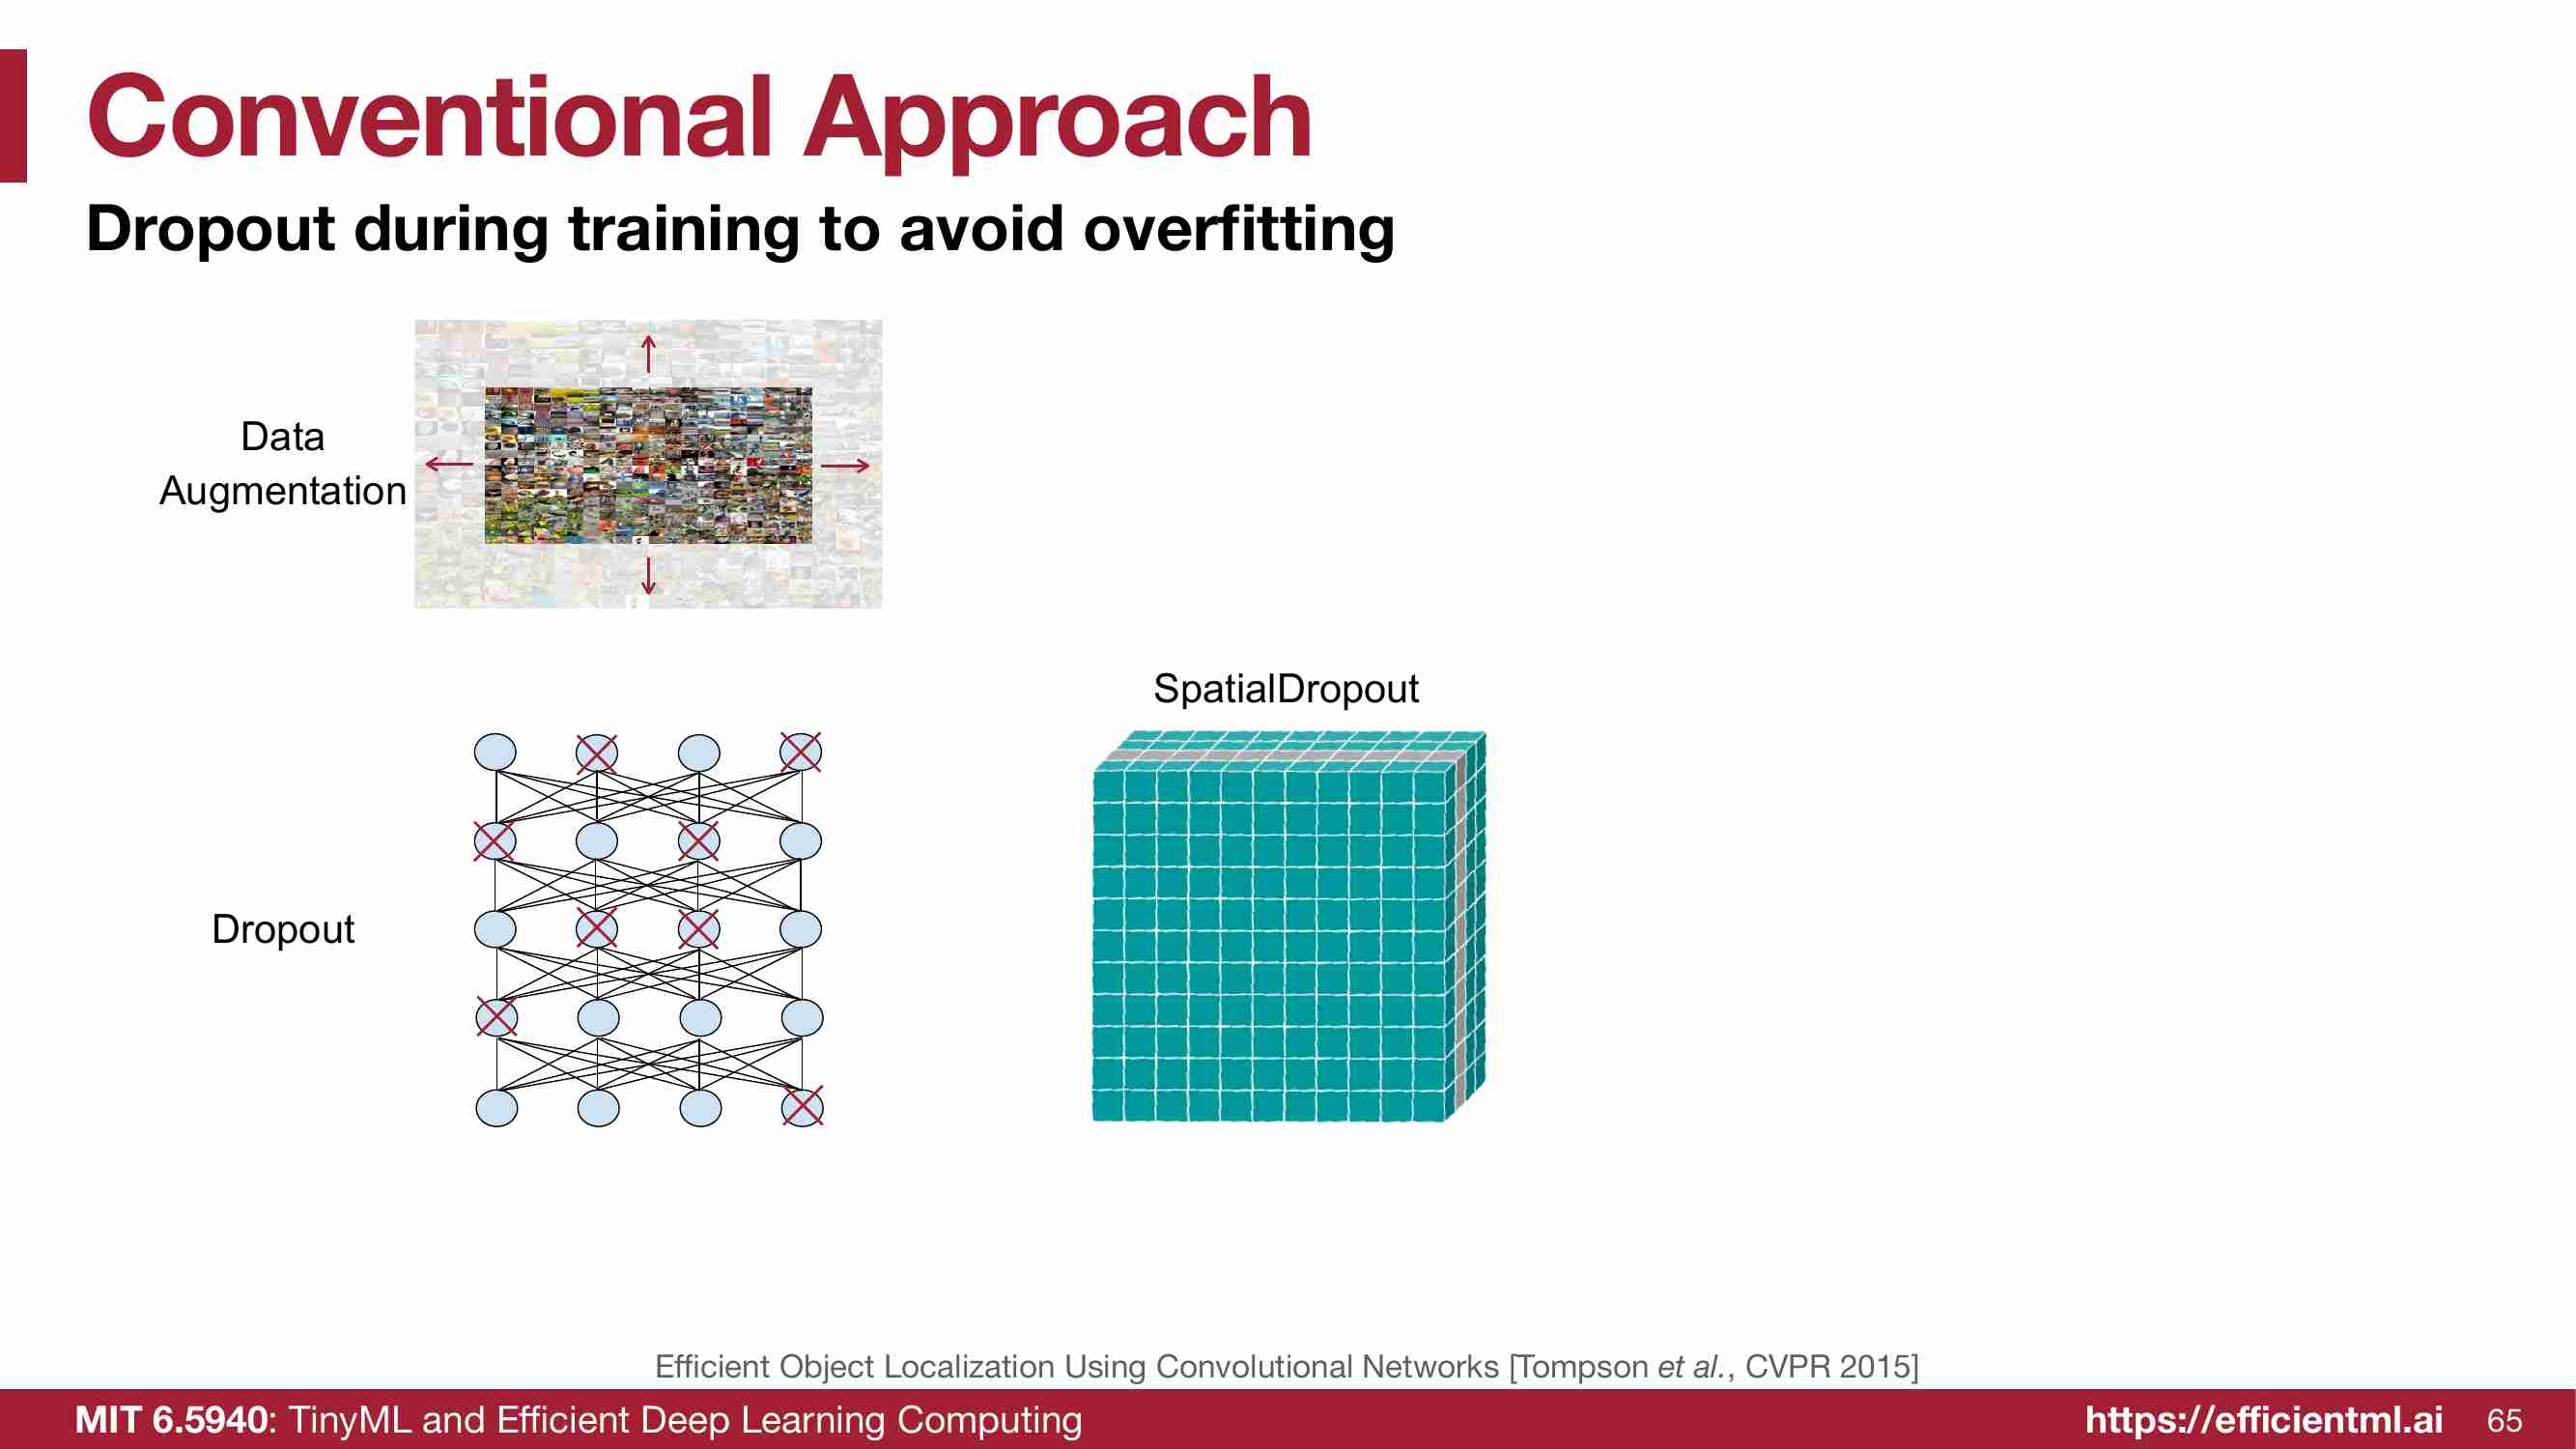 Conventional Approach
Dropout during training to avoid overfitting
Data
Augmentation
SpatialDropout
Dropout
Efficient Object Localization Using Convolutional Networks [Tompson et al., CVPR 2015]
MIT 6.5940: TinyML and Efficient Deep Learning Computing
https://efficientml.ai
65